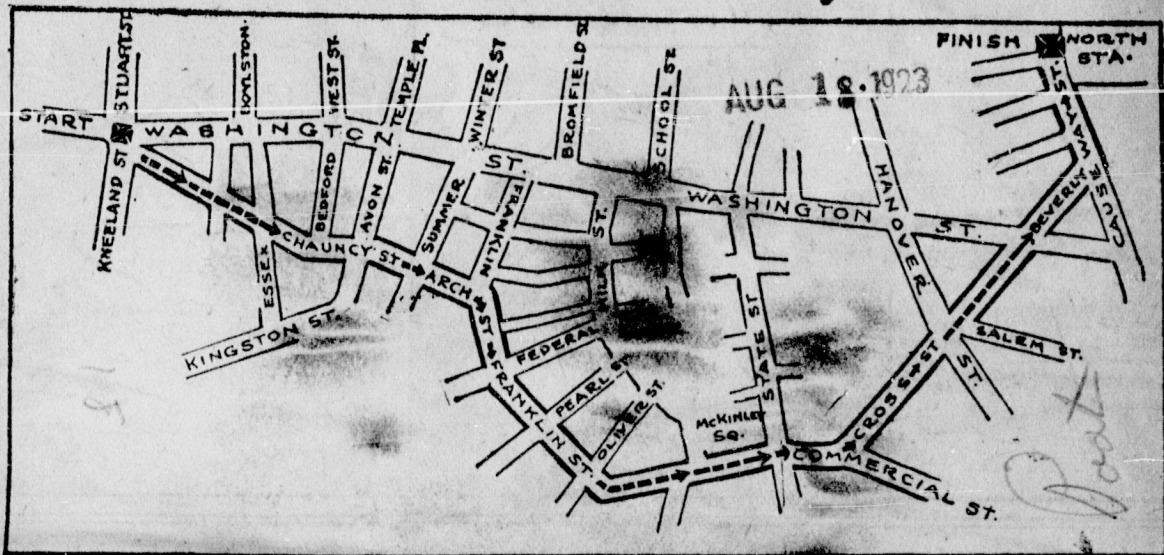 FINISH
NORTH STA.
AUG 18 1923
START
STUART ST.
KNEELAND ST.
WASHINGTON ST.
BOYLSTON
WEST ST.
BEDFORD
TEMPLE PL.
AVON ST.
WINTER ST
SUMMER
BROMFIELD ST
FRANKLIN
SCHOOL ST
MILK ST.
WASHINGTON ST.
HANOVER ST.
BEVERLY ST.
CAUSEWAY
ESSEX
CHAUNCY ST
ARCH ST
KINGSTON ST.
FEDERAL
FRANKLIN ST.
PEARL ST
OLIVER ST.
STATE ST
McKINLEY
SQ.
CROSS ST
SALEM ST.
COMMERCIAL ST.
Post